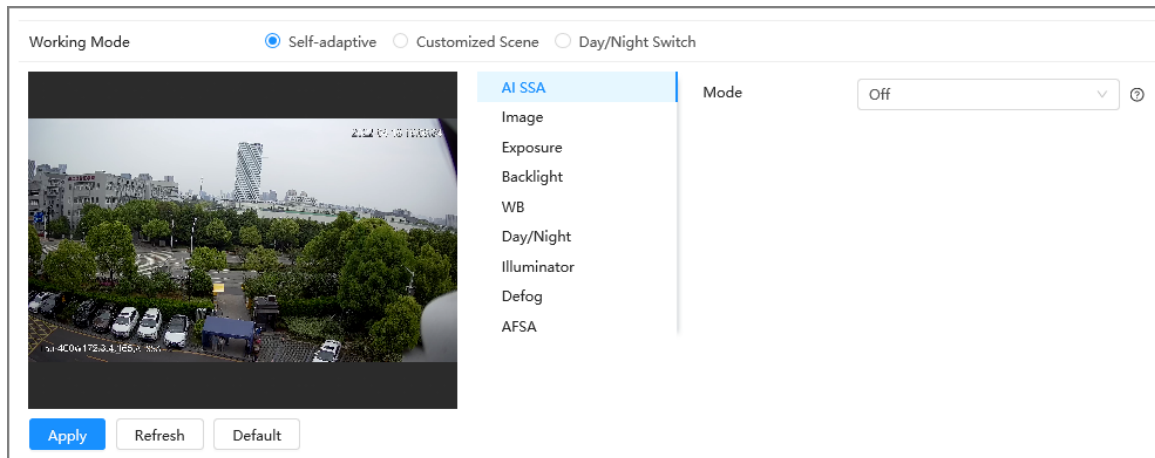 Working Mode Self-adaptive Customized Scene Day/Night Switch
AI SSA
Mode Off
Image
Exposure
Backlight
WB
Day/Night
Illuminator
Defog
AFSA
Apply Refresh Default